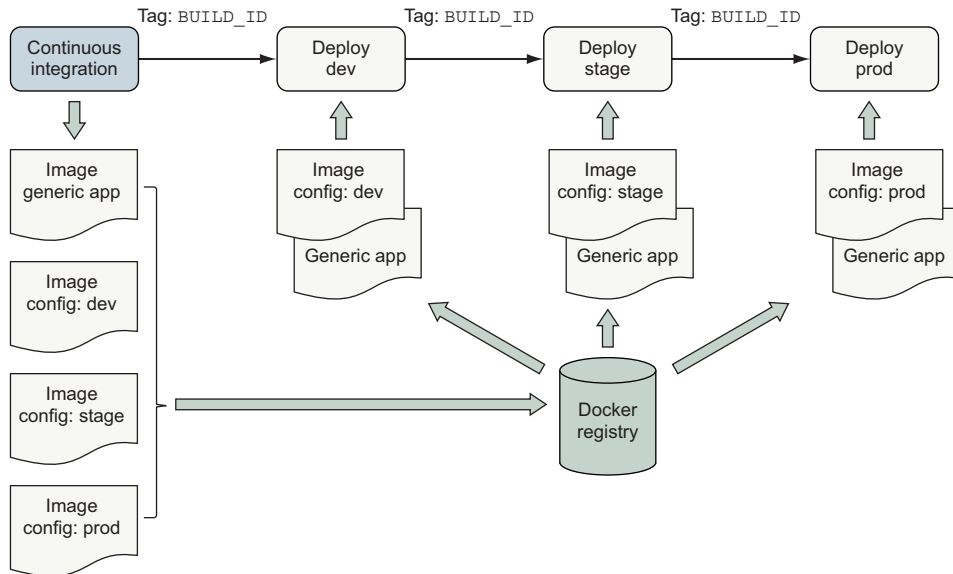 Tag: BUILD_ID
Tag: BUILD_ID
Tag: BUILD_ID
Continuous
integration
Deploy
dev
Deploy
stage
Deploy
prod
Image
generic app
Image
config: dev
Image
config: stage
Image
config: prod
Generic app
Generic app
Generic app
Image
config: dev
Image
config: stage
Docker
registry
Image
config: prod